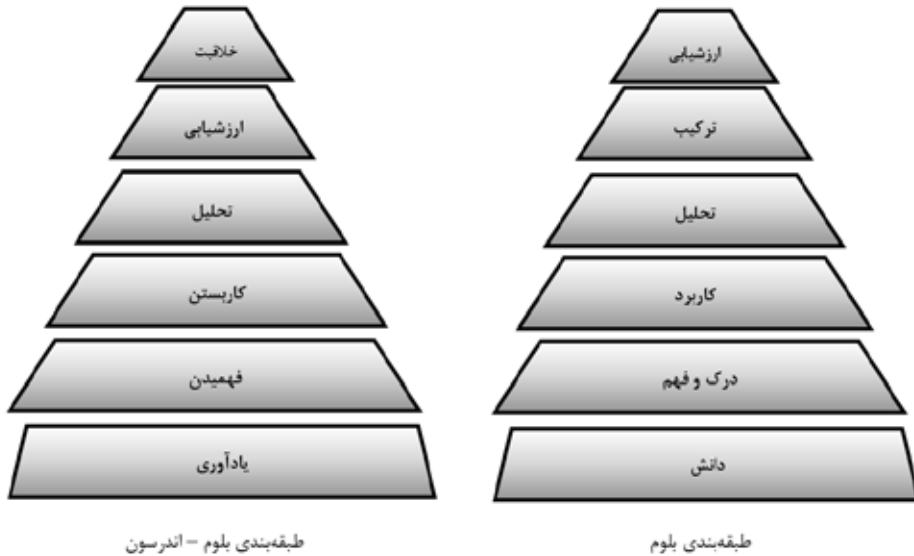 ارزشیابی
ترکیب
تحلیل
کاربرد
درک و فهم
دانش
طبقه‌بندی بلوم
خلاقیت
ارزشیابی
تحلیل
کاربستن
فهمیدن
یادآوری
طبقه‌بندی بلوم – اندرسون